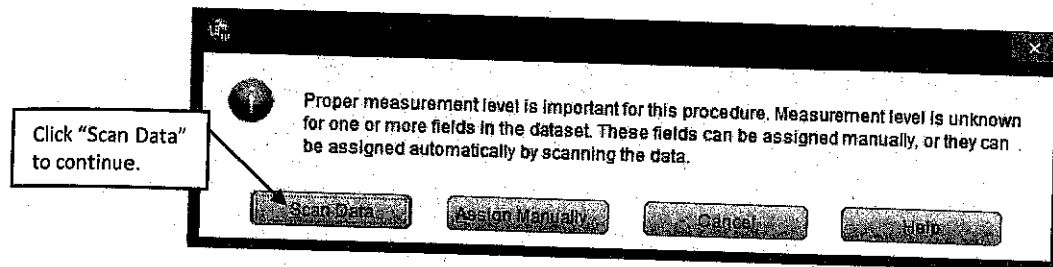 Proper measurement level is important for this procedure. Measurement level is unknown
for one or more fields in the dataset. These fields can be assigned manually, or they can
be assigned automatically by scanning the data.
Click "Scan Data"
to continue.
Scan Data
Assign Manually
Cancel
Help